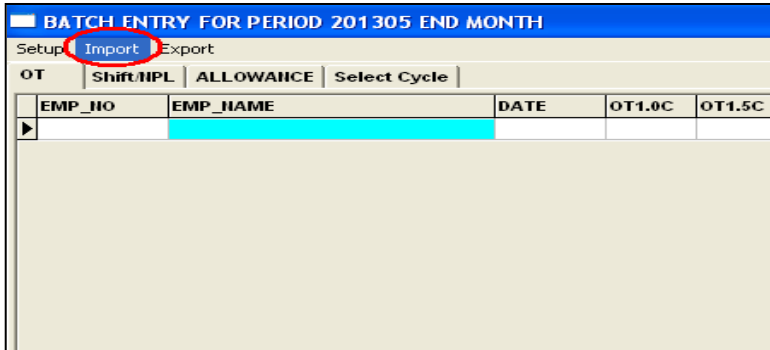 BATCH ENTRY FOR PERIOD 201305 END MONTH
Setup Import Export
OT Shift/NPL ALLOWANCE Select Cycle
EMP_NO EMP_NAME DATE OT1.0C OT1.5C